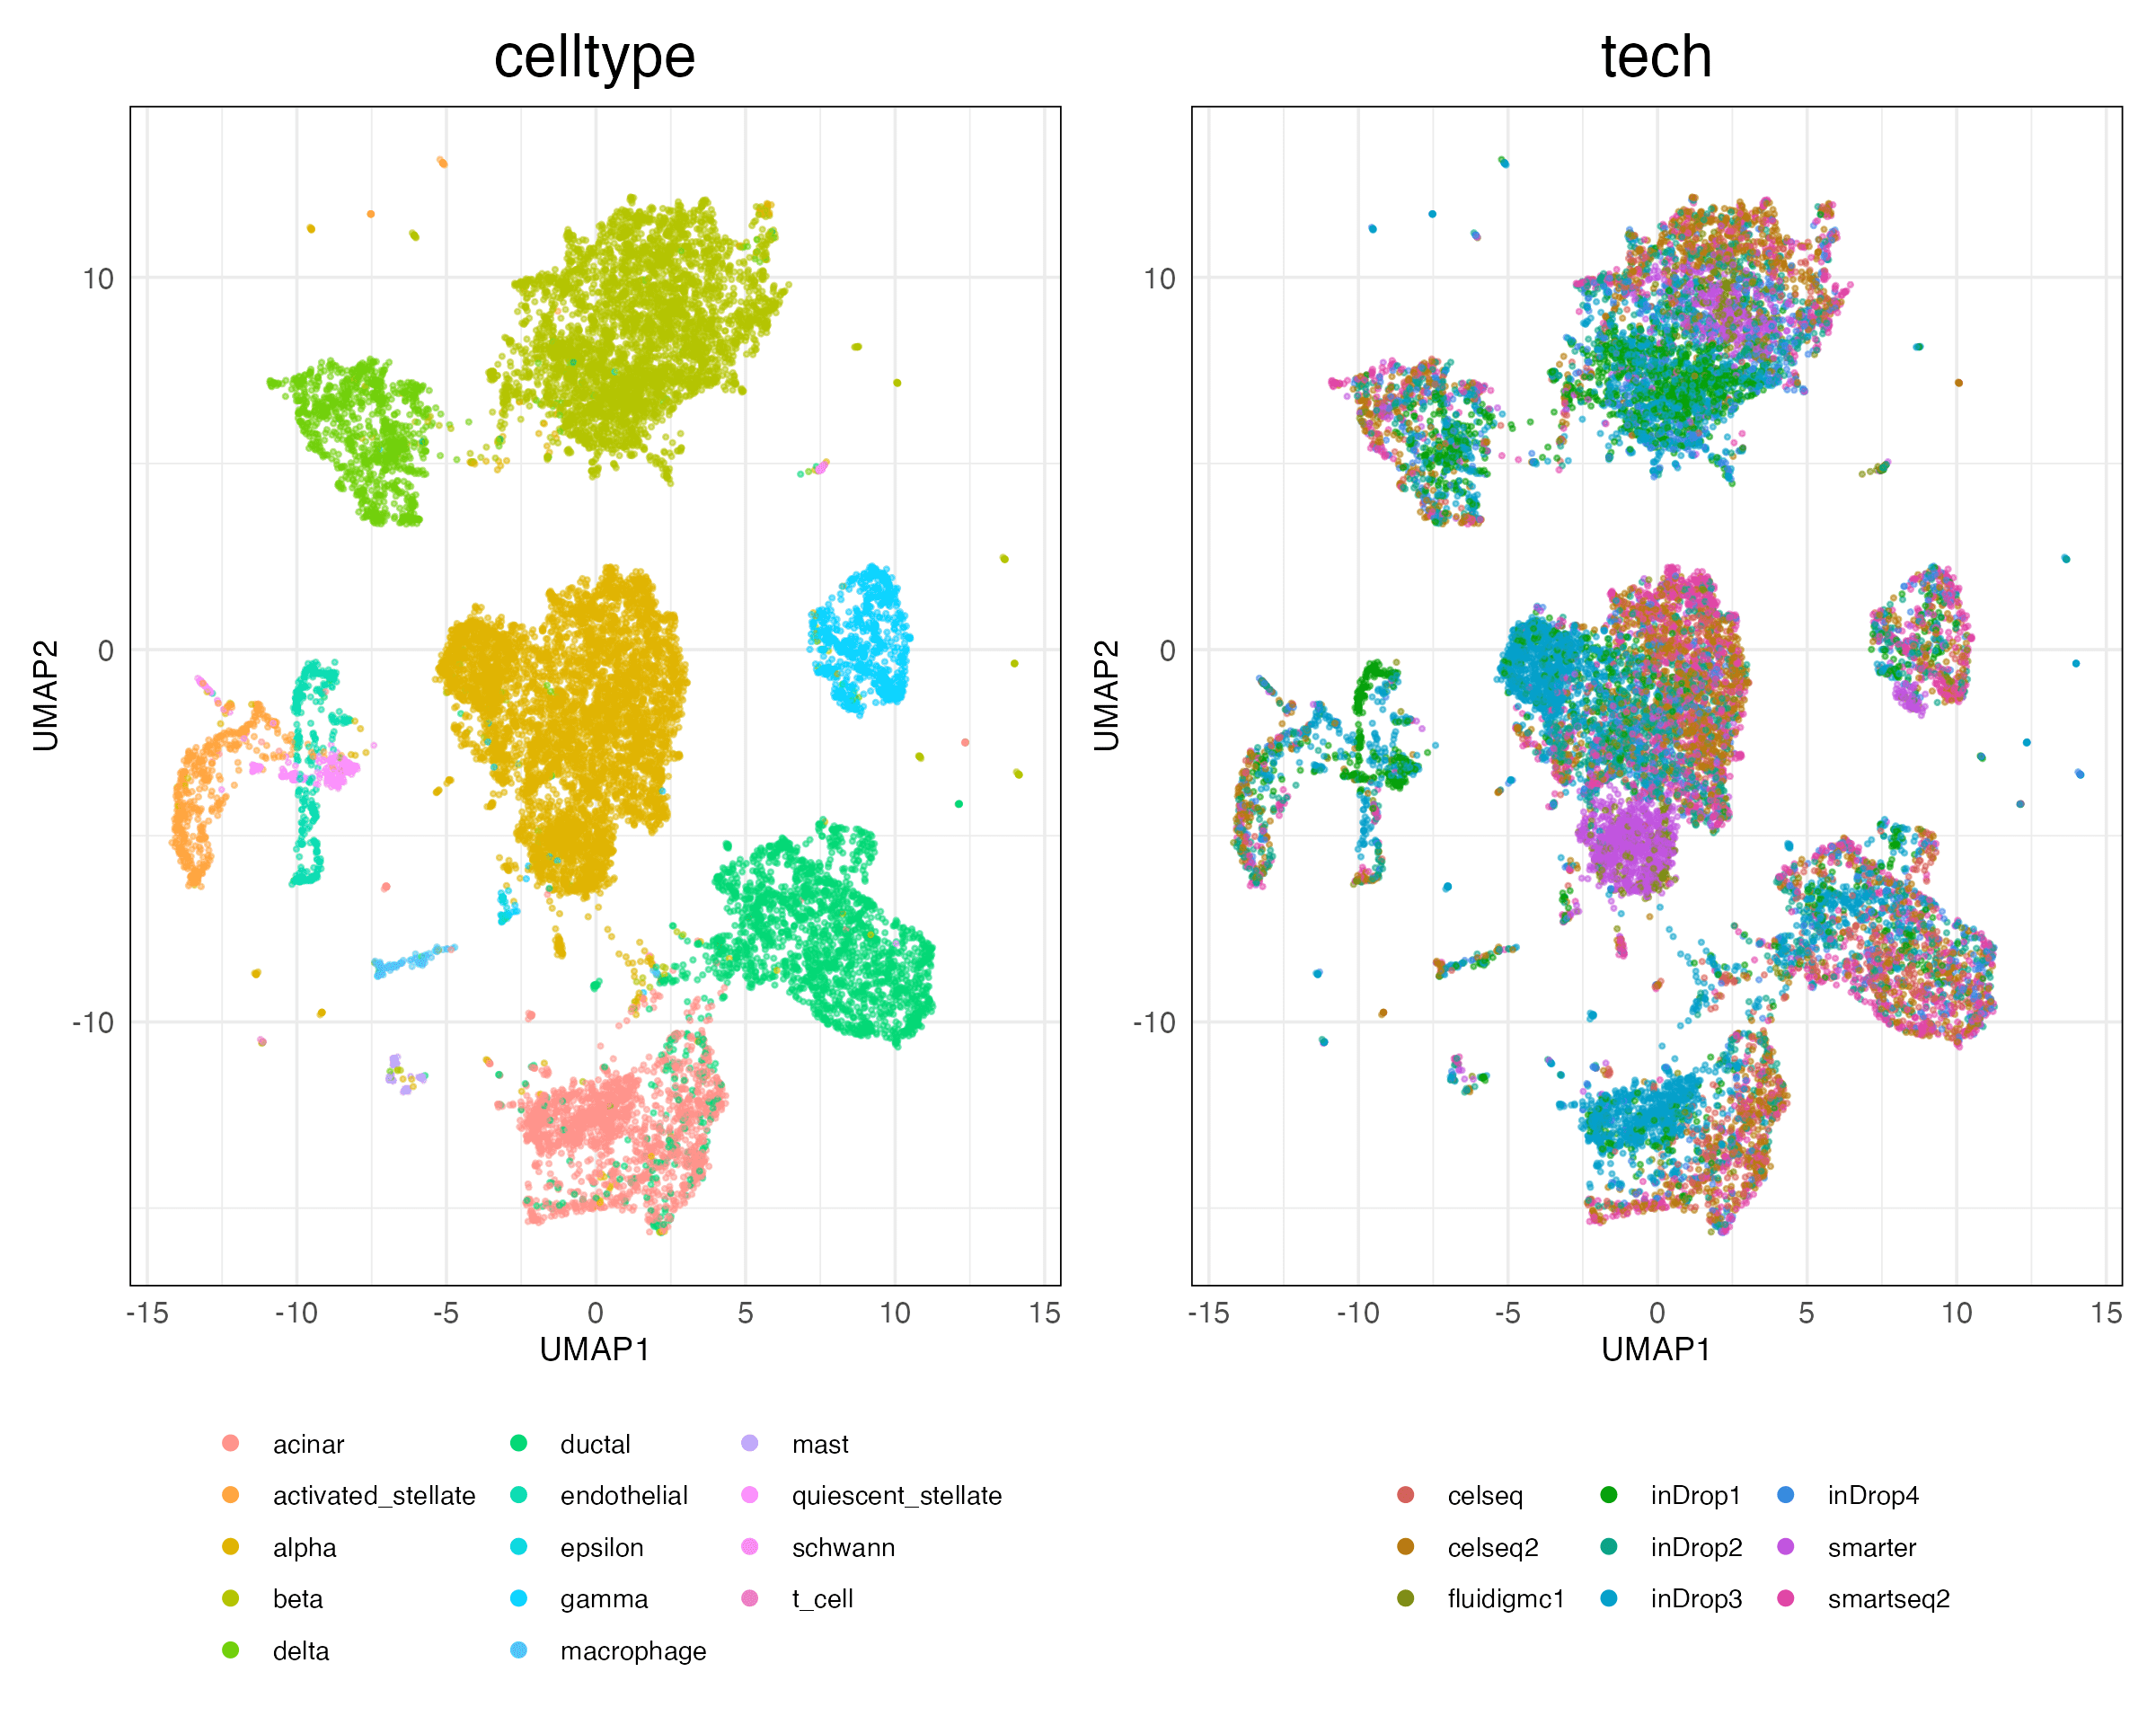 celltype
tech
10
0
-10
UMAP2
-15 -10 -5 0 5 10 15
UMAP1
10
0
-10
UMAP2
-15 -10 -5 0 5 10 15
UMAP1
acinar
activated_stellate
alpha
beta
delta
ductal
endothelial
epsilon
gamma
macrophage
mast
quiescent_stellate
schwann
t_cell
celseq
celseq2
fluidigmc1
inDrop1
inDrop2
inDrop3
inDrop4
smarter
smartseq2